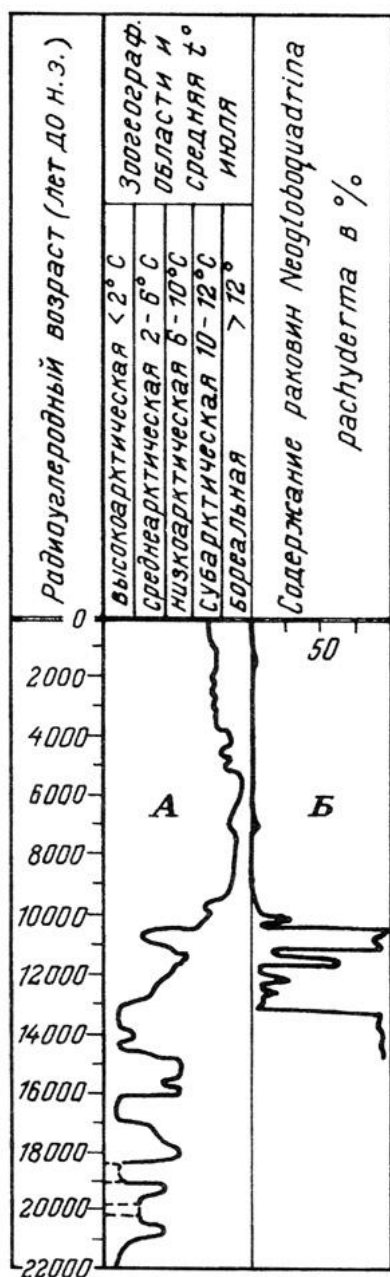 Радиоуглеродный возраст (лет до н.э.)
Зоогеограф.
области и
средняя t°
июля
высокоарктическая < 2° С
среднеарктическая 2-6° С
низкоарктическая 6-10°С
субарктическая 10-12°С
бореальная > 12°
Содержание раковин Neogloboquadrina
pachyderma в %
0
50
2000
4000
6000
А
Б
8000
10000
12000
14000
16000
18000
20000
22000